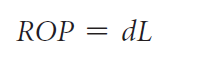 ROP = dL